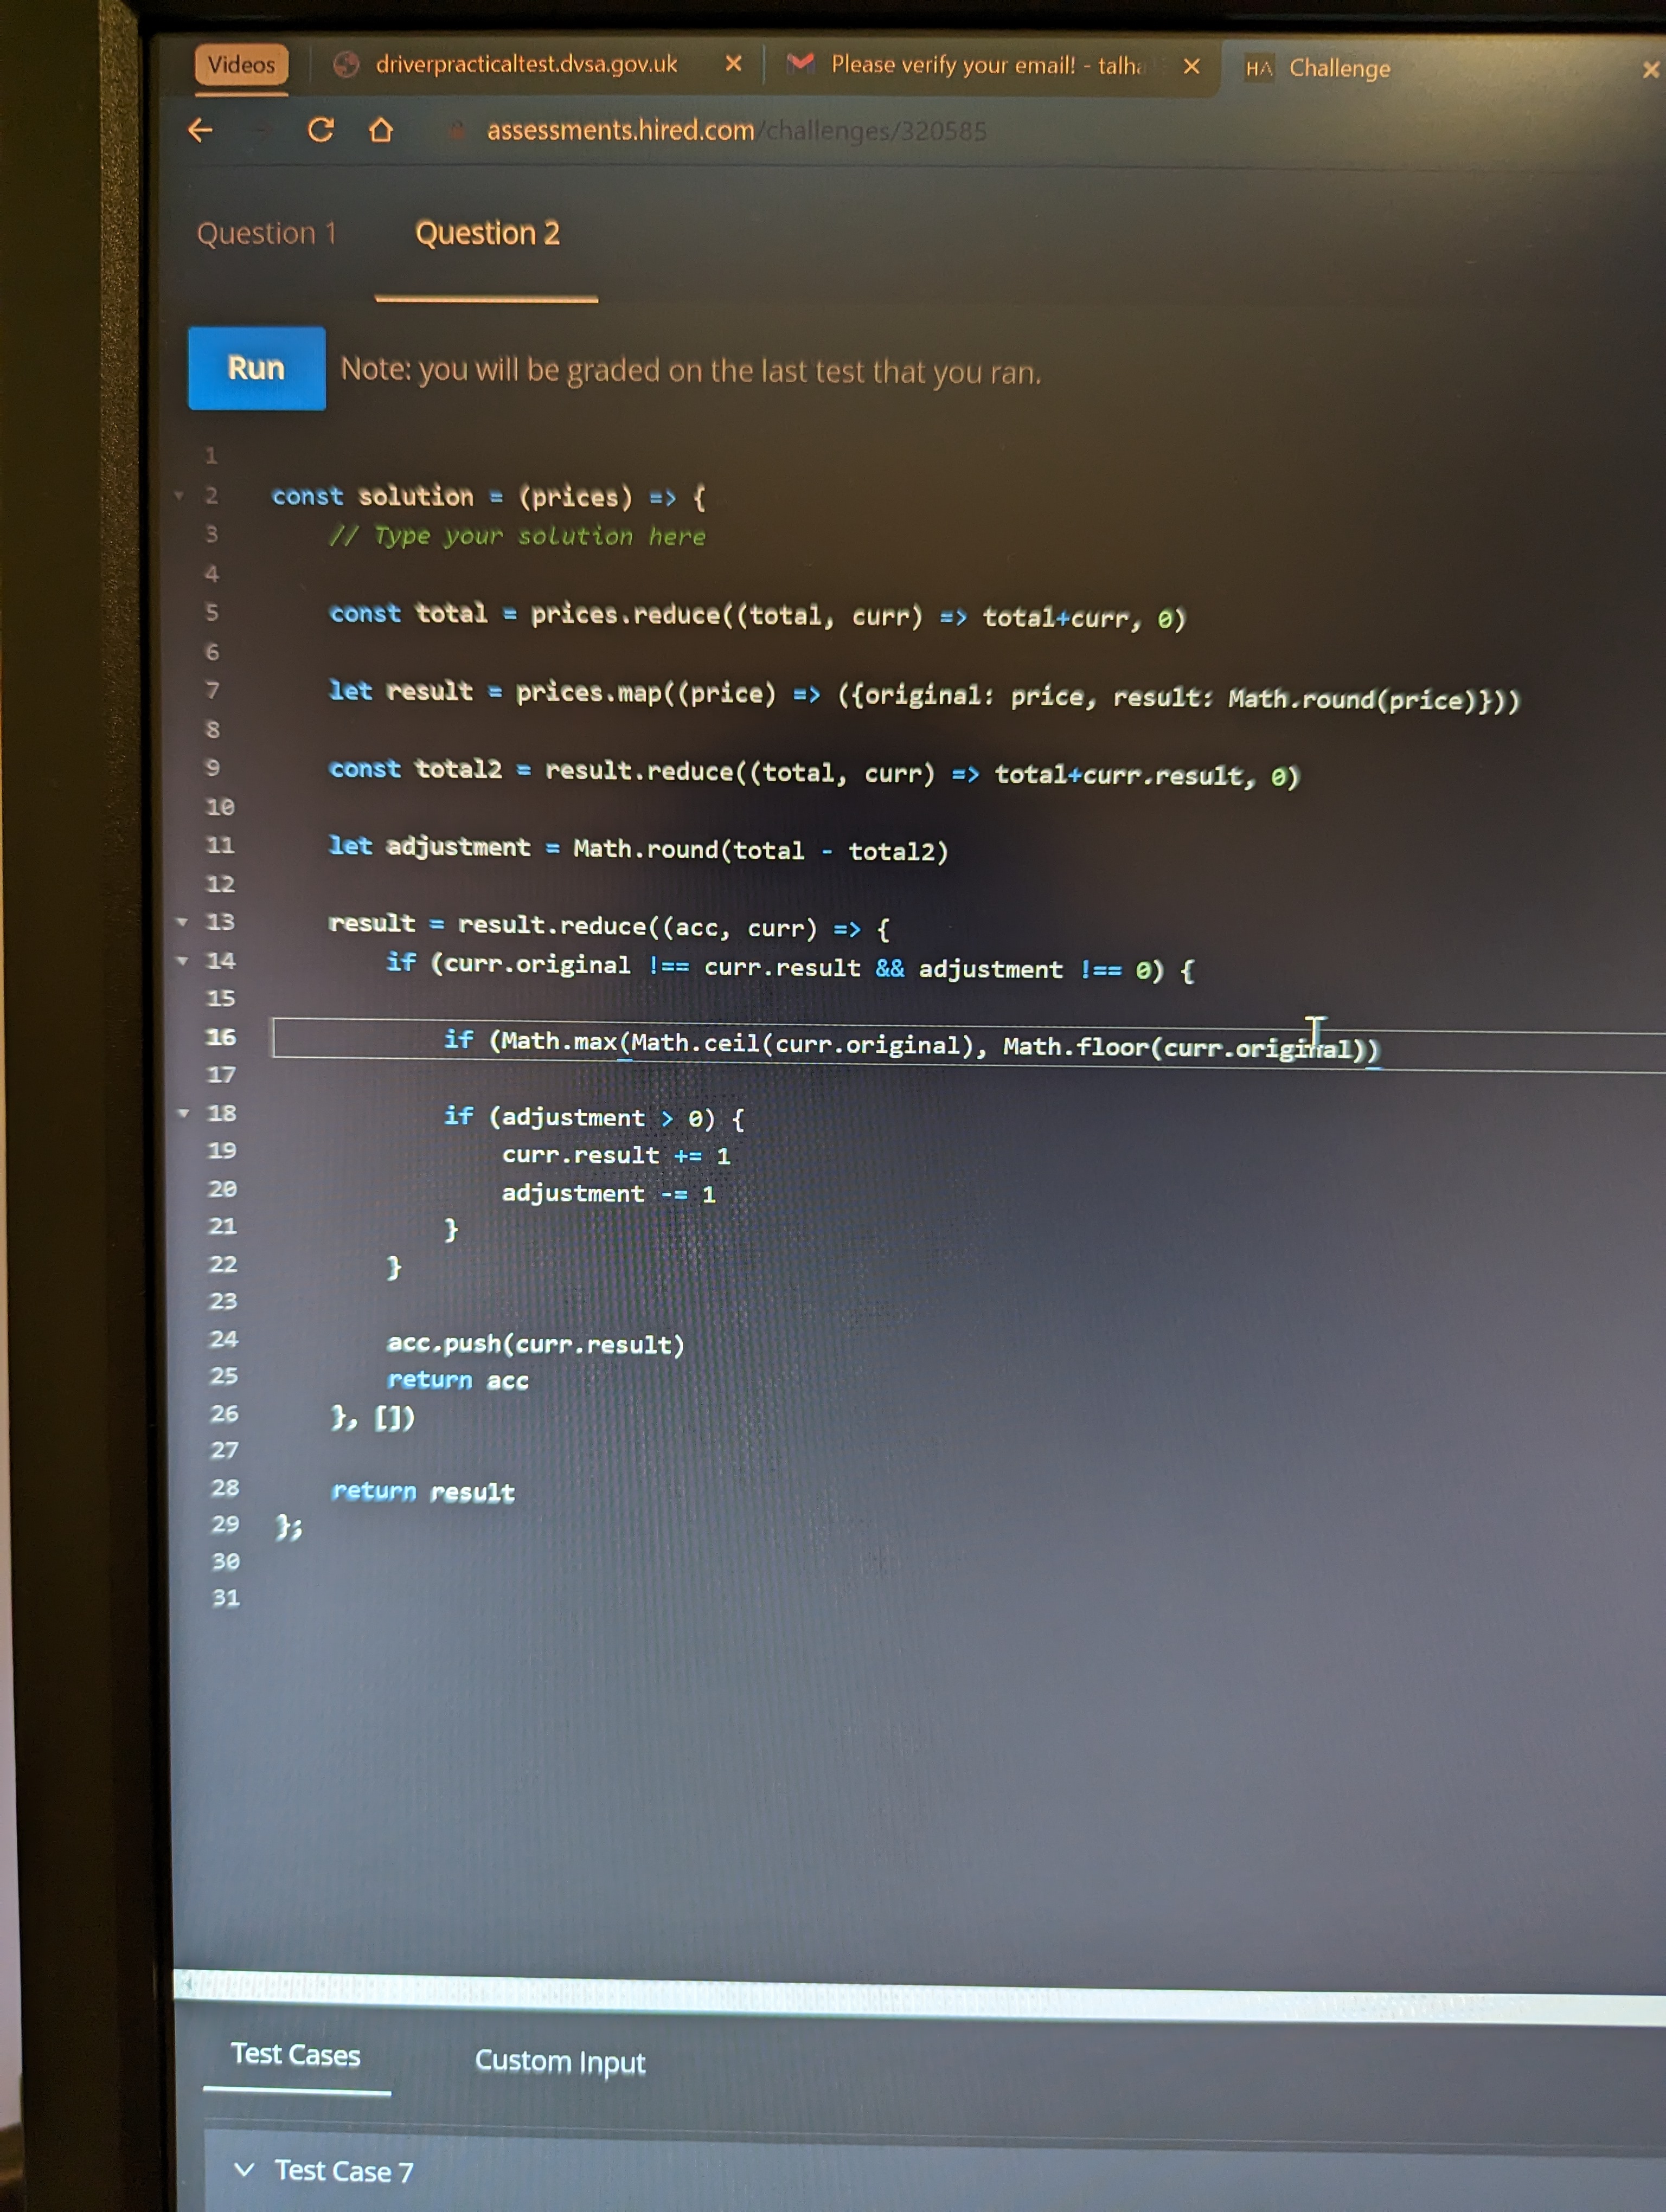 Videos
driverpracticaltest.dvsa.gov.uk
Please verify your email! - talha
HA Challenge
assessments.hired.com/challenges/320585
Question 1
Question 2
Run
Note: you will be graded on the last test that you ran.
1
2 const solution = (prices) => {
3 // Type your solution here
4
5 const total = prices.reduce((total, curr) => total+curr, 0)
6
7 let result = prices.map((price) => ({original: price, result: Math.round(price)}))
8
9 const total2 = result.reduce((total, curr) => total+curr.result, 0)
10
11 let adjustment = Math.round(total - total2)
12
13 result = result.reduce((acc, curr) => {
14 if (curr.original !== curr.result && adjustment !== 0) {
15
16 if (Math.max(Math.ceil(curr.original), Math.floor(curr.original))
17
18 if (adjustment > 0) {
19 curr.result += 1
20 adjustment -= 1
21 }
22 }
23
24 acc.push(curr.result)
25 return acc
26 }, [])
27
28 return result
29 };
30
31
Test Cases
Custom Input
Test Case 7